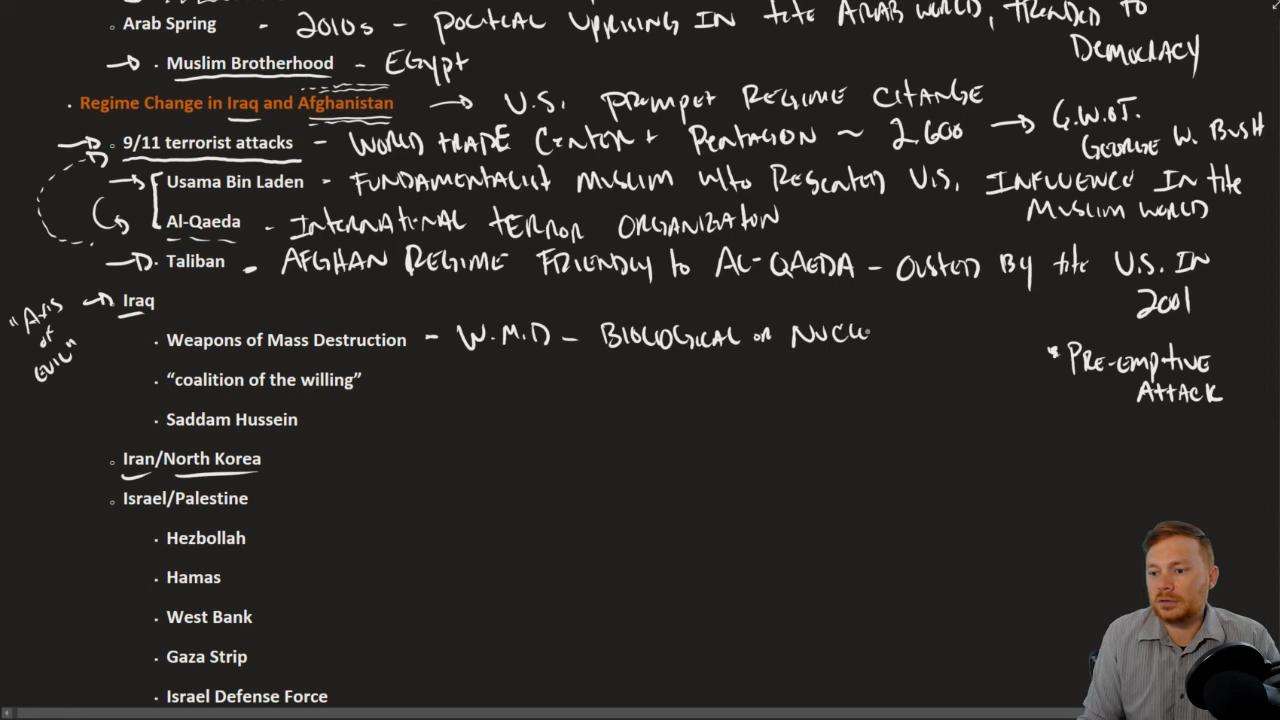 Arab Spring - 2010s - POLITICAL UPRISING IN THE ARAB WORLD, TRENDED TO DEMOCRACY
Muslim Brotherhood - EGYPT
Regime Change in Iraq and Afghanistan → U.S. PROMPTED REGIME CHANGE
9/11 terrorist attacks - WORLD TRADE CENTER + PENTAGON ~ 2,600 → G.W.O.T. GEORGE W. BUSH
Usama Bin Laden - FUNDAMENTALIST MUSLIM WHO RESENTED U.S. INFLUENCE IN THE MUSLIM WORLD
Al-Qaeda - INTERNATIONAL TERROR ORGANIZATION
Taliban - AFGHAN REGIME FRIENDLY TO AL-QAEDA - OUSTED BY THE U.S. IN 2001
"AXIS OF EVIL" → Iraq
Weapons of Mass Destruction - W.M.D - BIOLOGICAL OR NUCL
* PRE-EMPTIVE ATTACK
"coalition of the willing"
Saddam Hussein
Iran/North Korea
Israel/Palestine
Hezbollah
Hamas
West Bank
Gaza Strip
Israel Defense Force